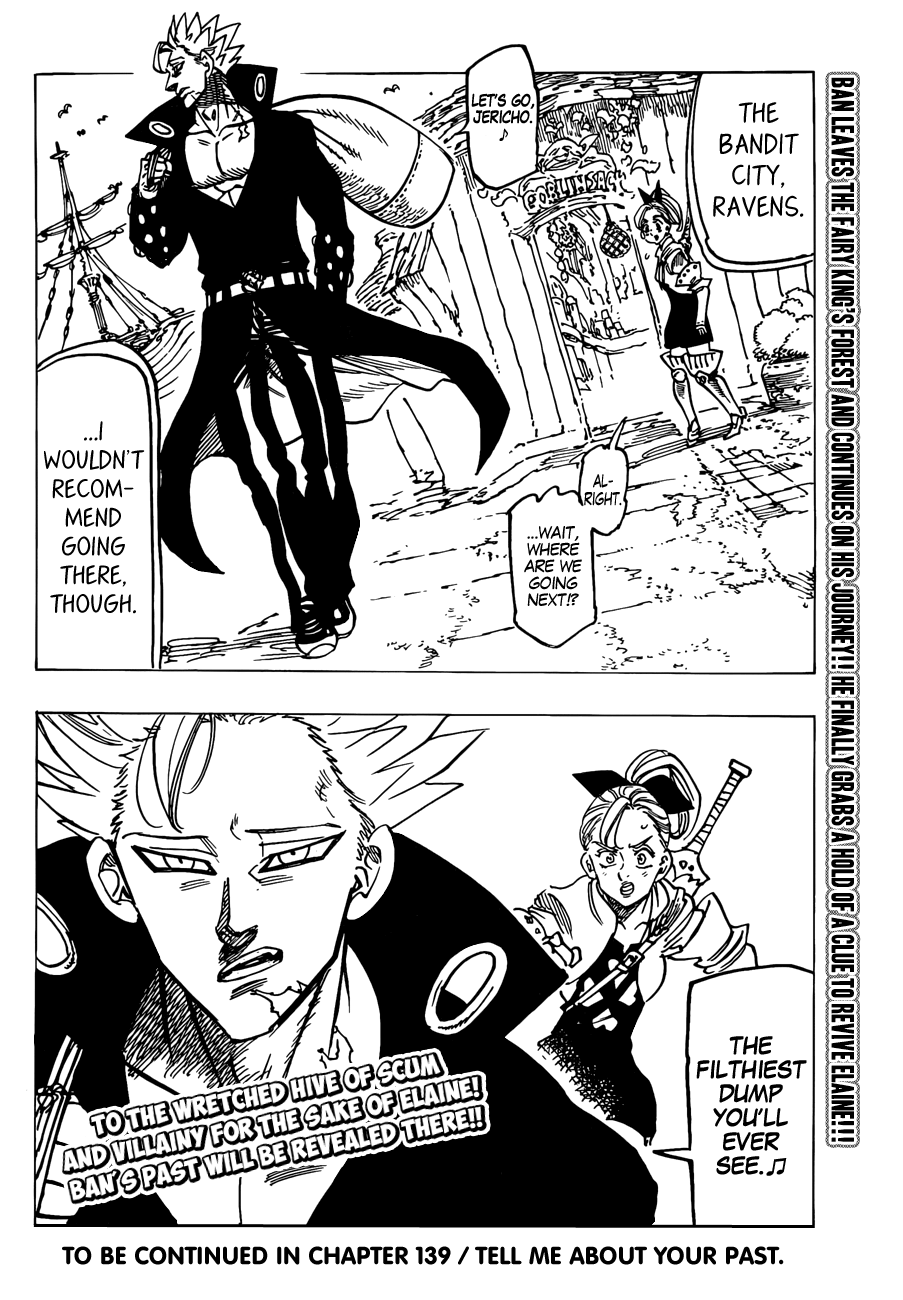 THE
BANDIT
CITY,
RAVENS.
LET'S GO,
JERICHO.
♪
GOBLINSACK
...I
WOULDN'T
RECOM-
MEND
GOING
THERE,
THOUGH.
AL-
RIGHT.
...WAIT,
WHERE
ARE WE
GOING
NEXT!?
BAN LEAVES THE FAIRY KING'S FOREST AND CONTINUES ON HIS JOURNEY!! HE FINALLY GRABS A HOLD OF A CLUE TO REVIVE ELAINE!!!
THE
FILTHIEST
DUMP
YOU'LL
EVER
SEE.♫
TO THE WRETCHED HIVE OF SCUM
AND VILLAINY FOR THE SAKE OF ELAINE!
BAN'S PAST WILL BE REVEALED THERE!!
TO BE CONTINUED IN CHAPTER 139 / TELL ME ABOUT YOUR PAST.